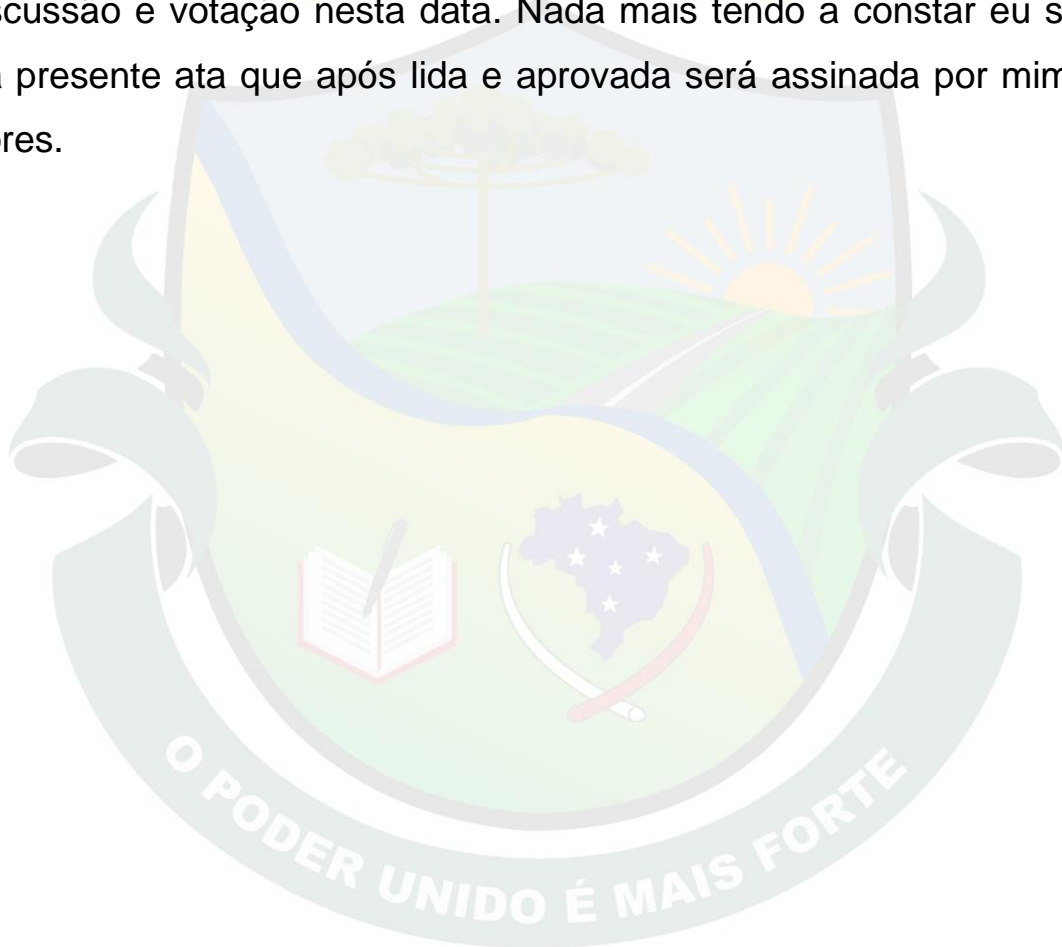 scussão e votação nesta data. Nada mais tendo a constar eu s
presente ata que após lida e aprovada será assinada por mim
res.
O PODER UNIDO É MAIS FORTE